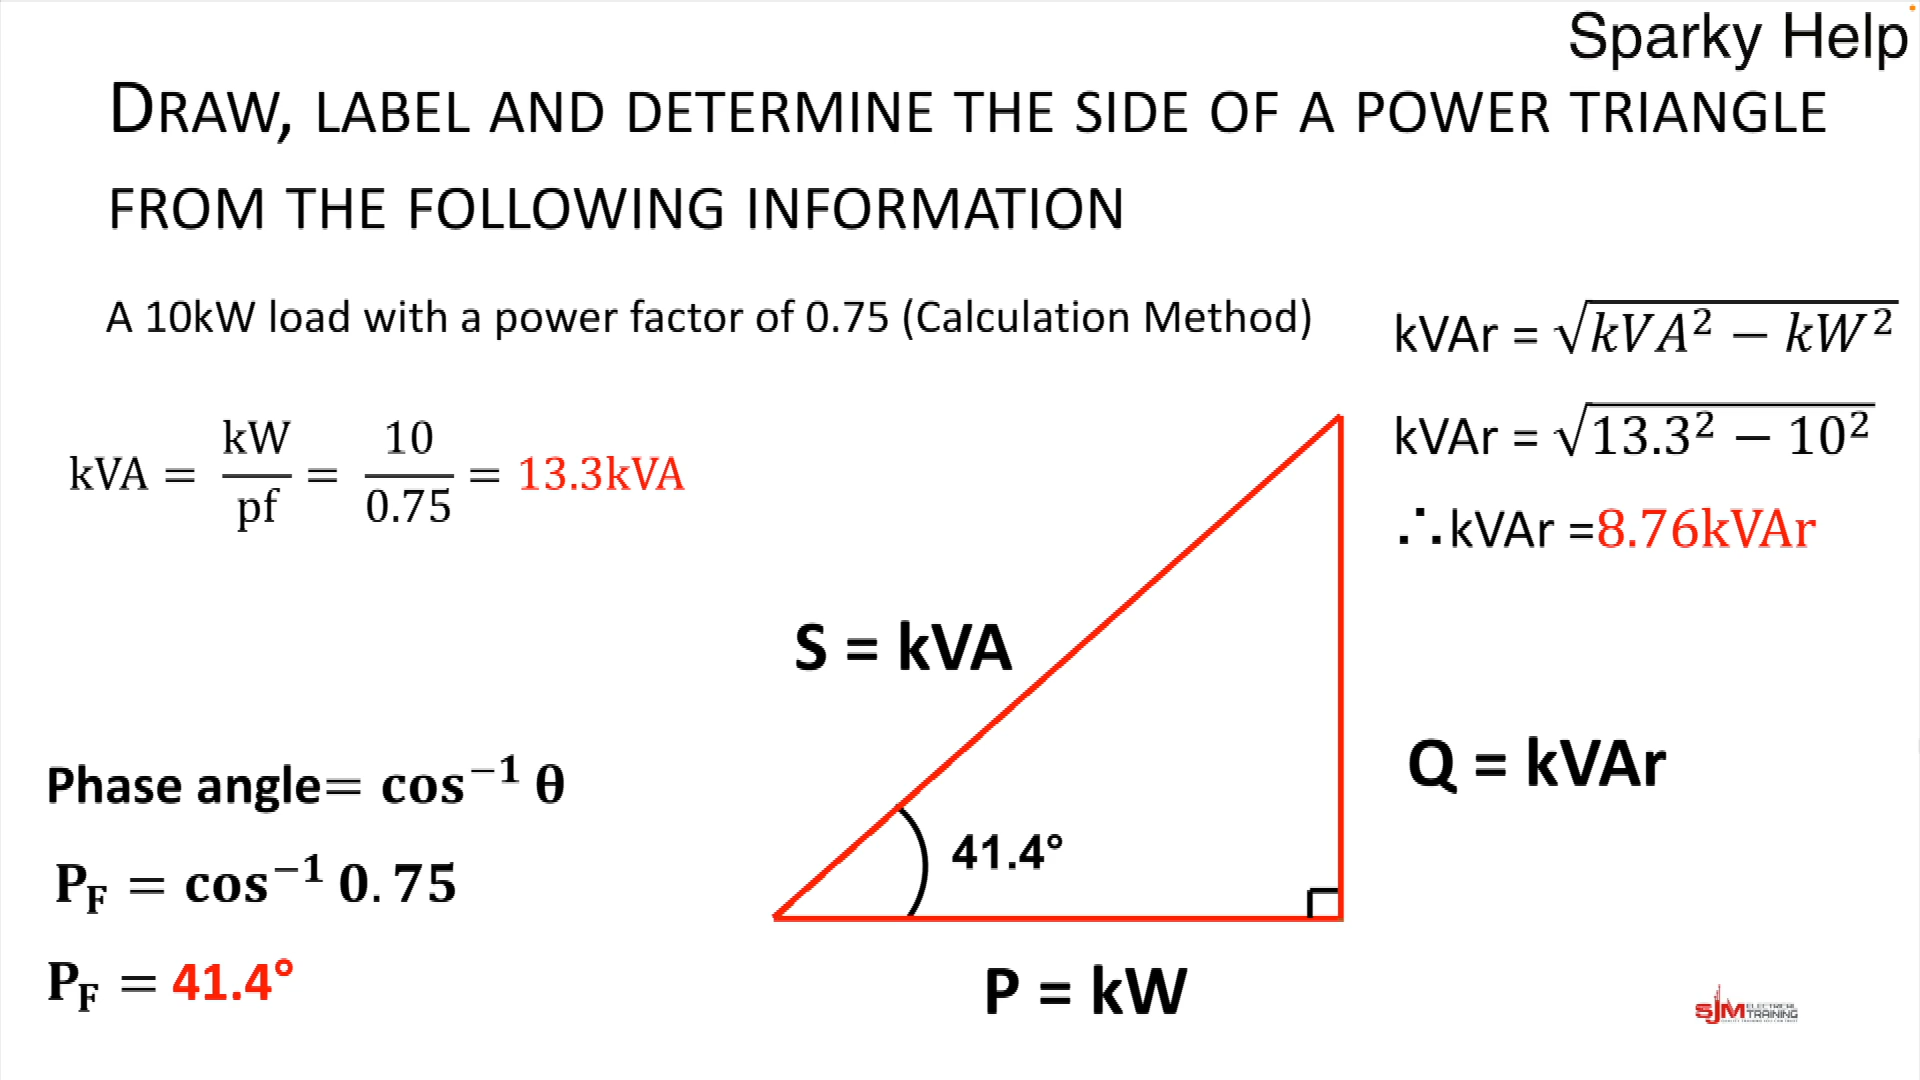 Sparky Help
DRAW, LABEL AND DETERMINE THE SIDE OF A POWER TRIANGLE
FROM THE FOLLOWING INFORMATION
A 10kW load with a power factor of 0.75 (Calculation Method)
kVAr = √kVA² − kW²
kVAr = √13.3² − 10²
∴kVAr =8.76kVAr
kVA = kW/pf = 10/0.75 = 13.3kVA
S = kVA
Q = kVAr
41.4°
P = kW
Phase angle= cos⁻¹ θ
P_F = cos⁻¹ 0.75
P_F = 41.4°
SJM ELECTRICAL TRAINING